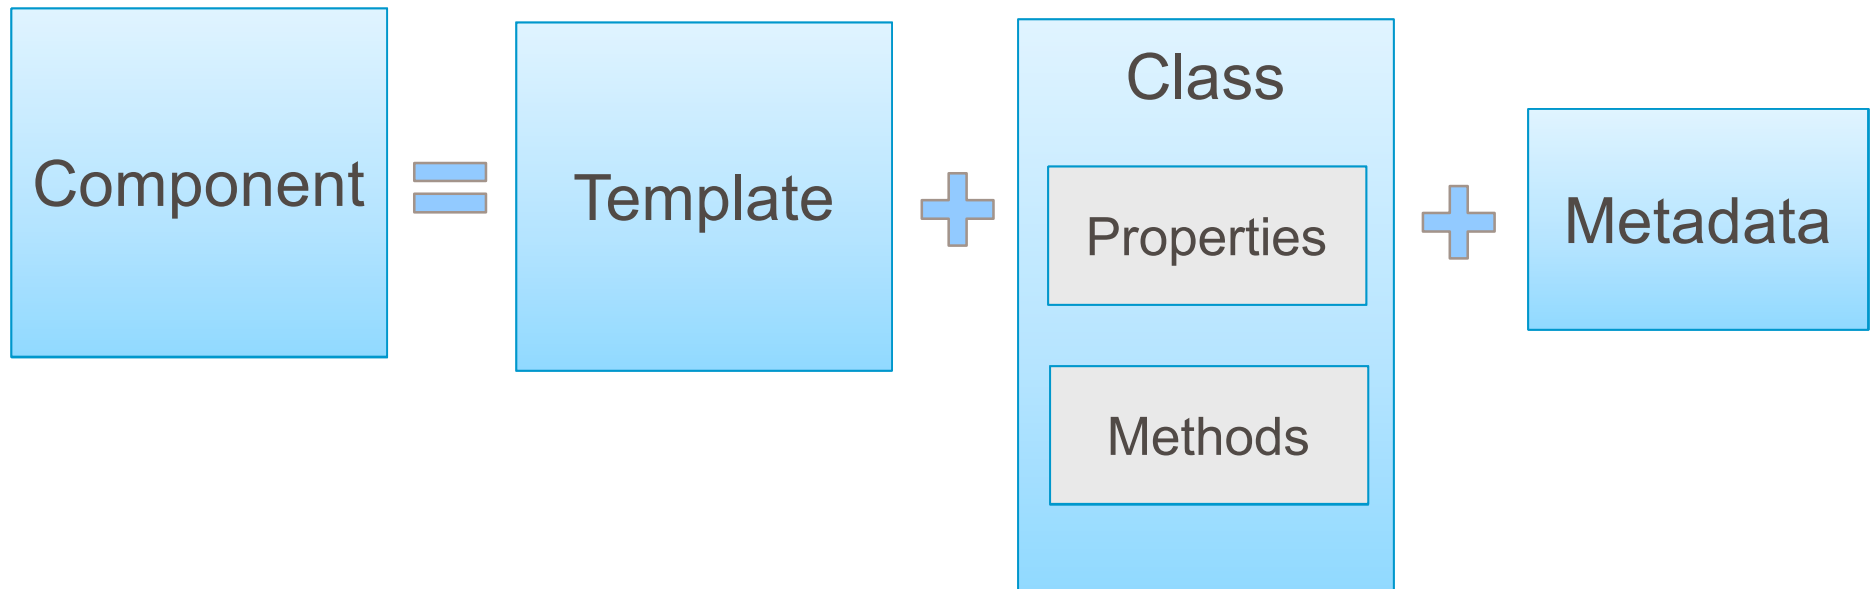 Component
Template
Class
Properties
Methods
Metadata